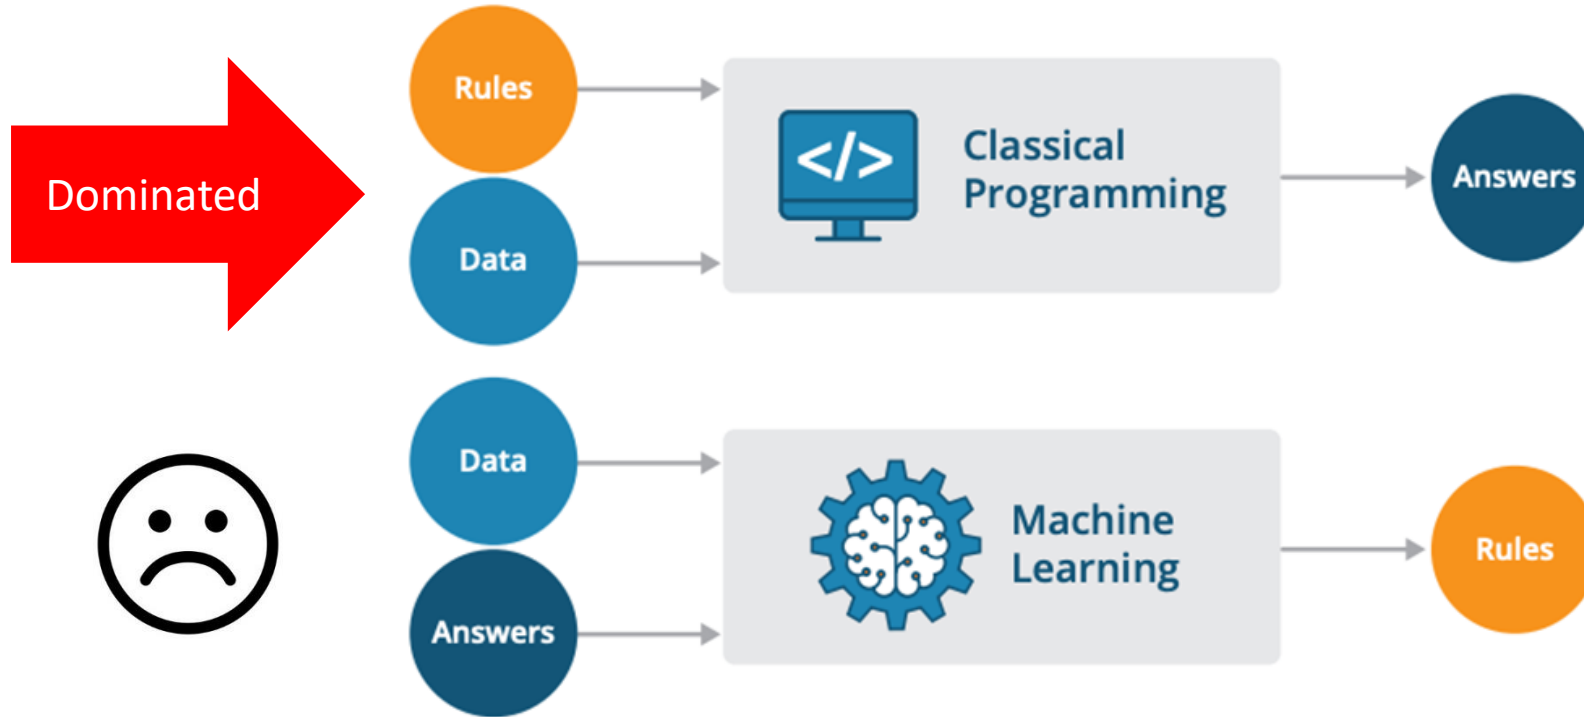 Dominated
Rules
Data
</>
Classical
Programming
Answers
Data
Answers
Machine
Learning
Rules